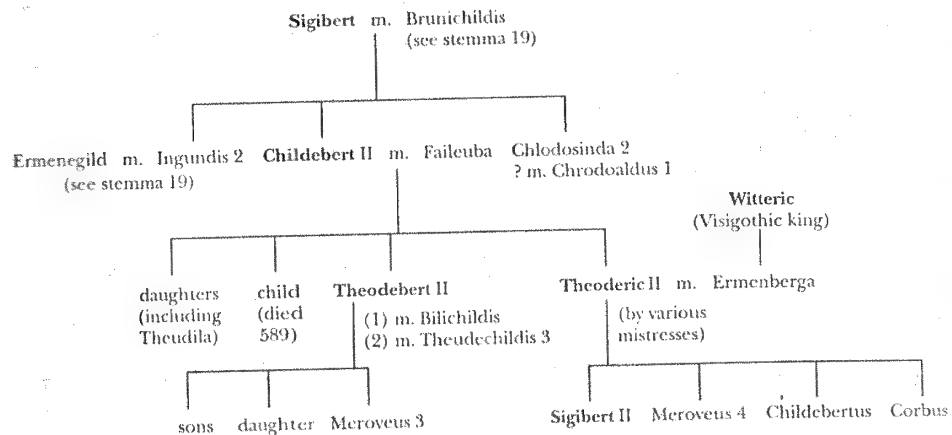 Sigibert m. Brunichildis
(see stemma 19)
Ermenegild m. Ingundis 2 Childebert II m. Faileuba Chlodosinda 2
(see stemma 19) ? m. Chrodoaldus 1
Witteric
(Visigothic king)
daughters child Theodebert II Theoderic II m. Ermenberga
(including (died (1) m. Bilichildis (by various
Theudila) 589) (2) m. Theudechildis 3 mistresses)
sons daughter Meroveus 3 Sigibert II Meroveus 4 Childebertus Corbus